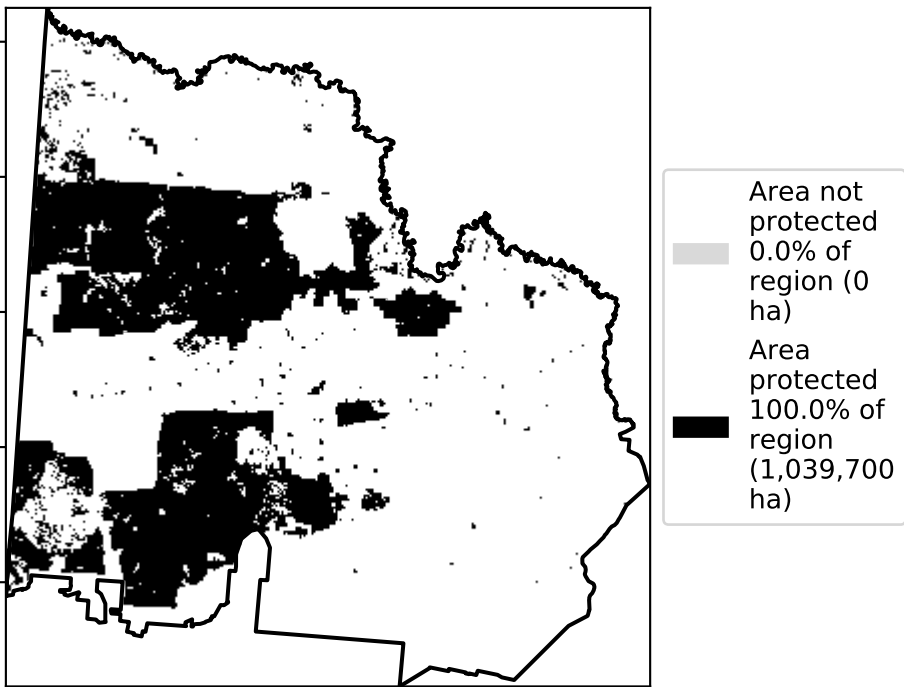 Area not
protected
0.0% of
region (0
ha)
Area
protected
100.0% of
region
(1,039,700
ha)